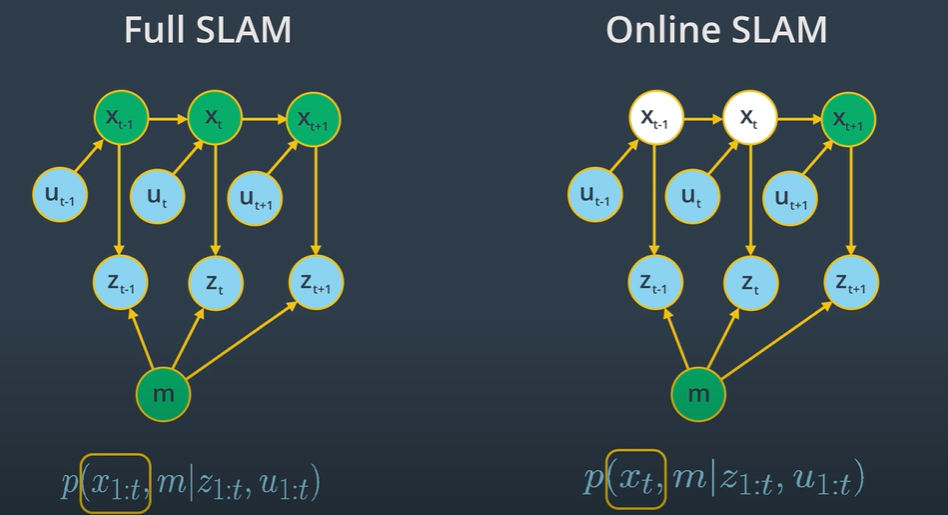 Full SLAM
Online SLAM
x_{t-1} x_t x_{t+1}
x_{t-1} x_t x_{t+1}
u_{t-1} u_t u_{t+1}
u_{t-1} u_t u_{t+1}
z_{t-1} z_t z_{t+1}
z_{t-1} z_t z_{t+1}
m
m
p(x_{1:t}, m|z_{1:t}, u_{1:t})
p(x_t, m|z_{1:t}, u_{1:t})